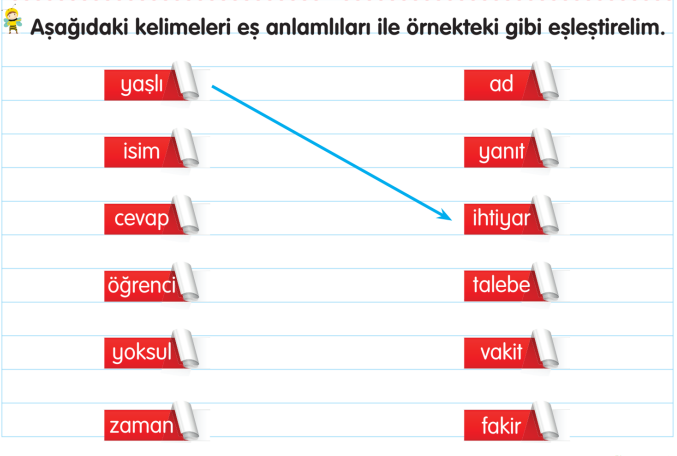 Aşağıdaki kelimeleri eş anlamlıları ile örnekteki gibi eşleştirelim.
yaşlı ad
isim yanıt
cevap ihtiyar
öğrenci talebe
yoksul vakit
zaman fakir